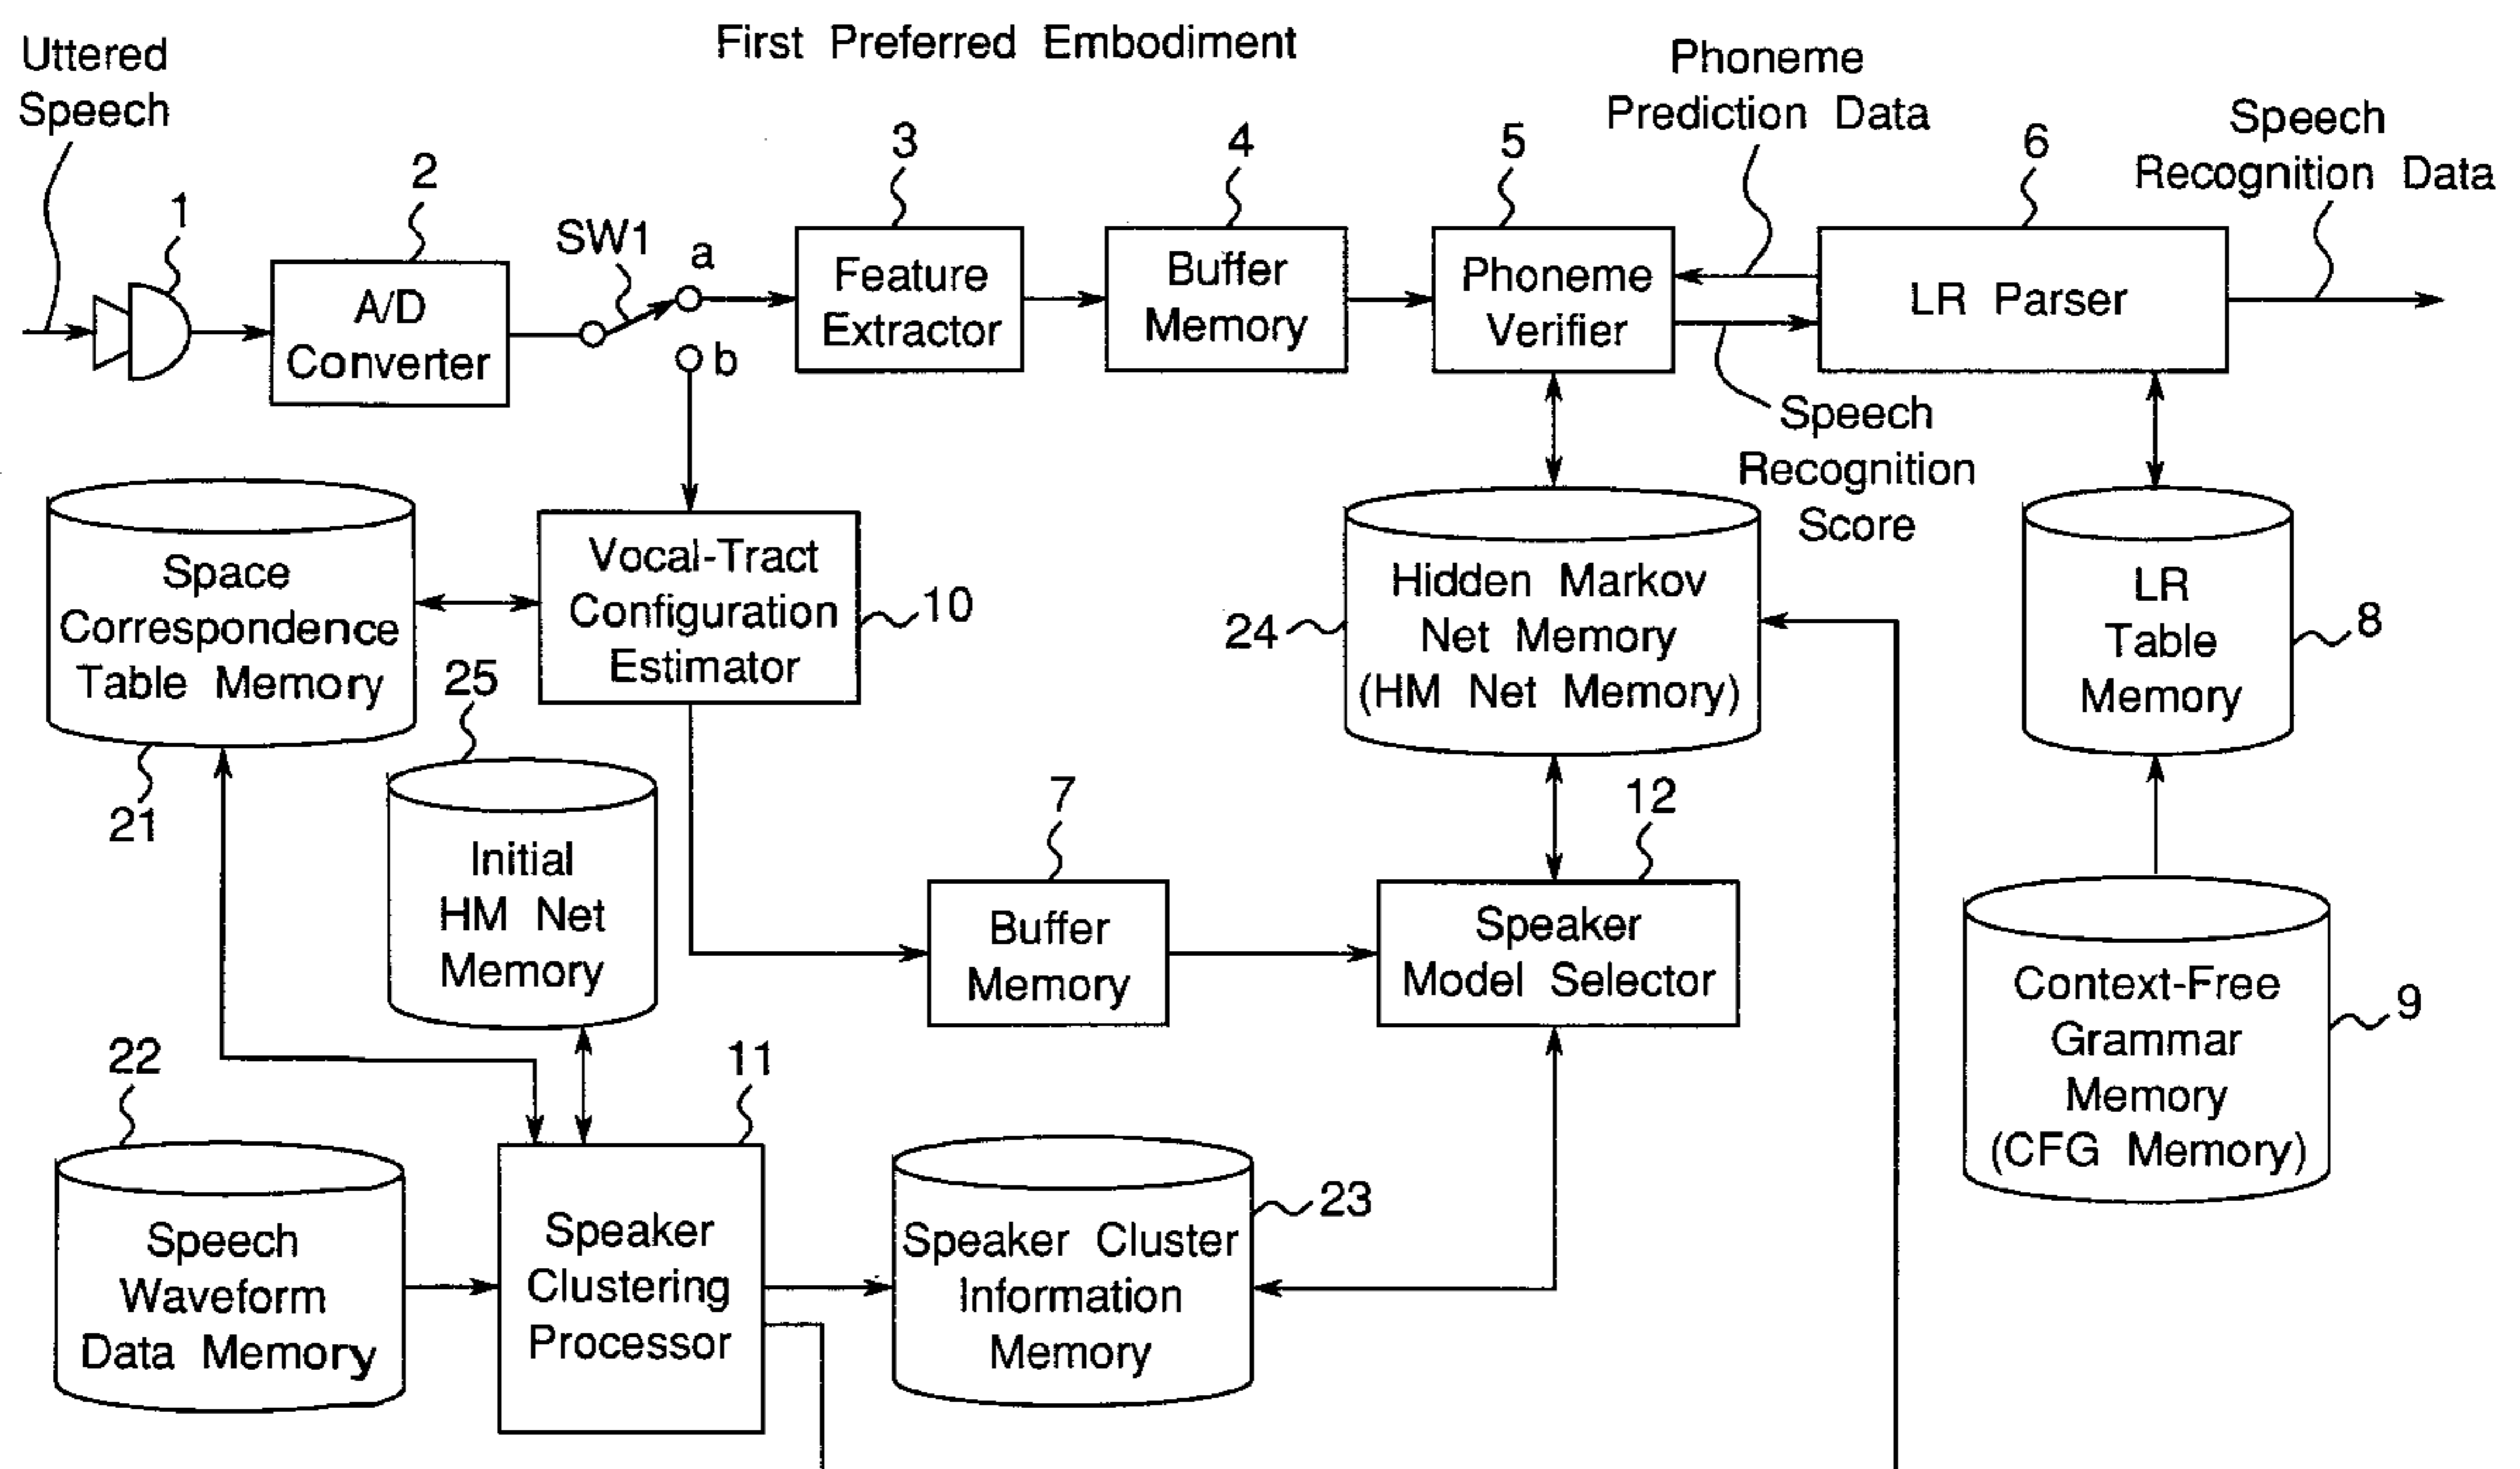 First Preferred Embodiment
Uttered
Speech
1
2
SW1
a
b
3
4
5
Phoneme
Prediction Data
6
Speech
Recognition Data
A/D
Converter
Feature
Extractor
Buffer
Memory
Phoneme
Verifier
LR Parser
Speech
Recognition
Score
Space
Correspondence
Table Memory
21
Vocal-Tract
Configuration
Estimator
10
24
Hidden Markov
Net Memory
(HM Net Memory)
LR
Table
Memory
8
25
Initial
HM Net
Memory
7
Buffer
Memory
12
Speaker
Model Selector
Context-Free
Grammar
Memory
(CFG Memory)
9
22
Speech
Waveform
Data Memory
11
Speaker
Clustering
Processor
Speaker Cluster
Information
Memory
23